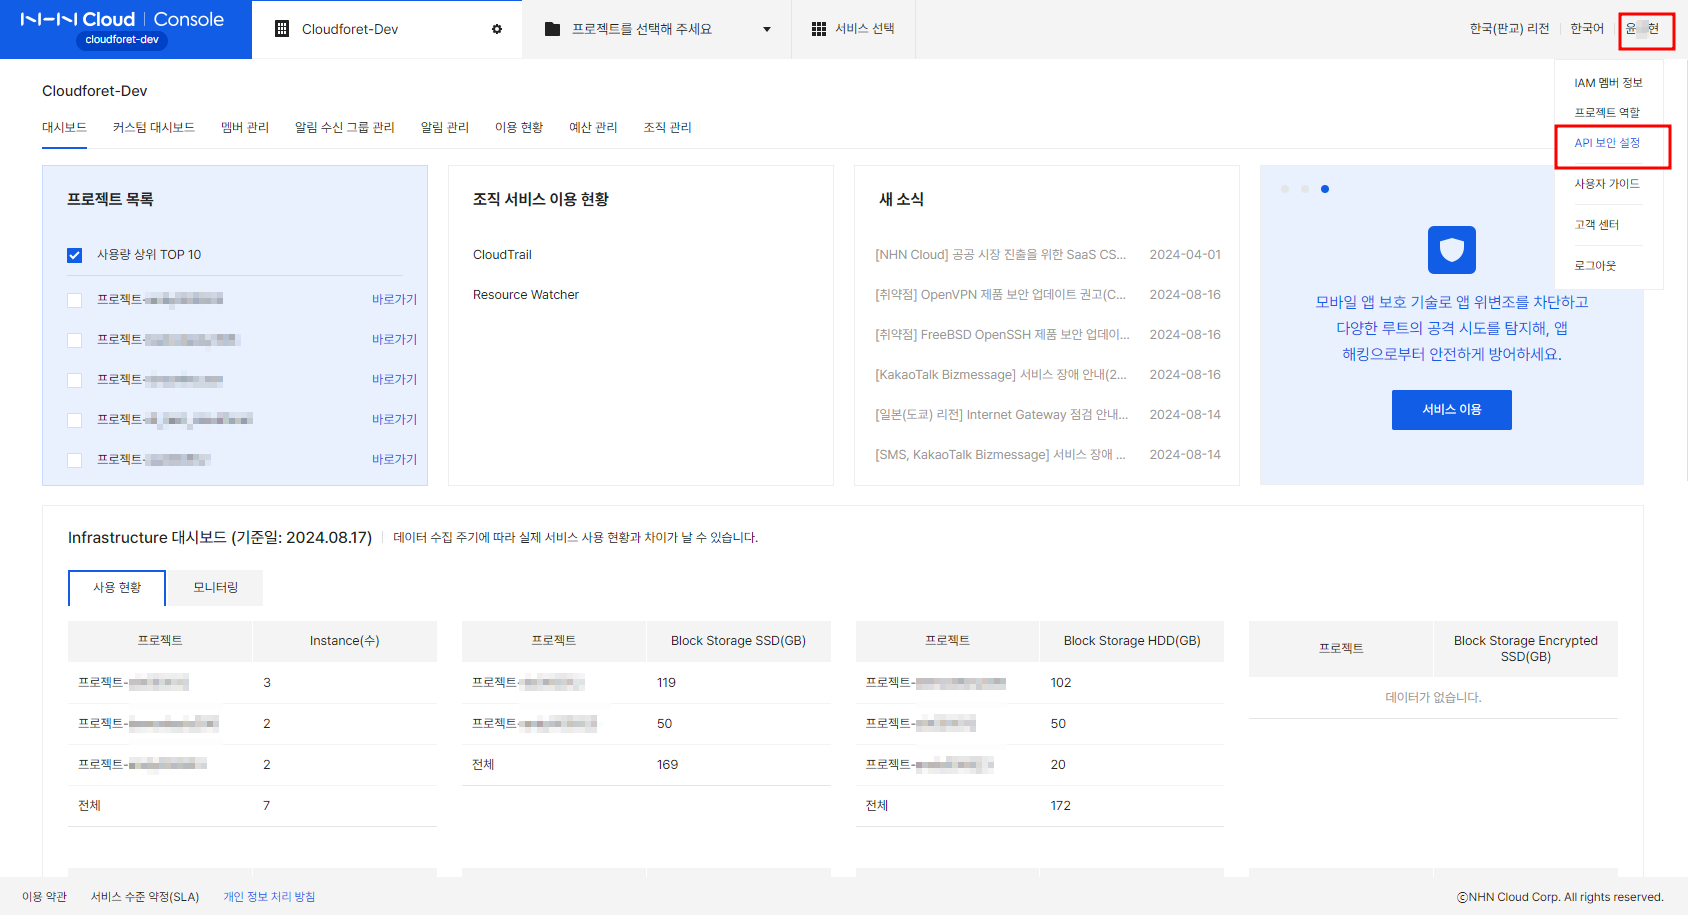 NHN Cloud | Console
cloudforet-dev
Cloudforet-Dev
프로젝트를 선택해 주세요
서비스 선택
한국(판교) 리전
한국어
윤 현
IAM 멤버 정보
프로젝트 역할
API 보안 설정
사용자 가이드
고객 센터
로그아웃
Cloudforet-Dev
대시보드 커스텀 대시보드 멤버 관리 알림 수신 그룹 관리 알림 관리 이용 현황 예산 관리 조직 관리
프로젝트 목록
사용량 상위 TOP 10
프로젝트- 바로가기
프로젝트- 바로가기
프로젝트- 바로가기
프로젝트- 바로가기
프로젝트- 바로가기
조직 서비스 이용 현황
CloudTrail
Resource Watcher
새 소식
[NHN Cloud] 공공 시장 진출을 위한 SaaS CS... 2024-04-01
[취약점] OpenVPN 제품 보안 업데이트 권고(C... 2024-08-16
[취약점] FreeBSD OpenSSH 제품 보안 업데이... 2024-08-16
[KakaoTalk Bizmessage] 서비스 장애 안내(2... 2024-08-16
[일본(도쿄) 리전] Internet Gateway 점검 안내... 2024-08-14
[SMS, KakaoTalk Bizmessage] 서비스 장애 ... 2024-08-14
모바일 앱 보호 기술로 앱 위변조를 차단하고
다양한 루트의 공격 시도를 탐지해, 앱
해킹으로부터 안전하게 방어하세요.
서비스 이용
Infrastructure 대시보드 (기준일: 2024.08.17) 데이터 수집 주기에 따라 실제 서비스 사용 현황과 차이가 날 수 있습니다.
사용 현황 모니터링
프로젝트 Instance(수)
프로젝트- 3
프로젝트- 2
프로젝트- 2
전체 7
프로젝트 Block Storage SSD(GB)
프로젝트- 119
프로젝트- 50
전체 169
프로젝트 Block Storage HDD(GB)
프로젝트- 102
프로젝트- 50
프로젝트- 20
전체 172
프로젝트 Block Storage Encrypted
SSD(GB)
데이터가 없습니다.
이용 약관 서비스 수준 약정(SLA) 개인 정보 처리 방침
ⓒNHN Cloud Corp. All rights reserved.